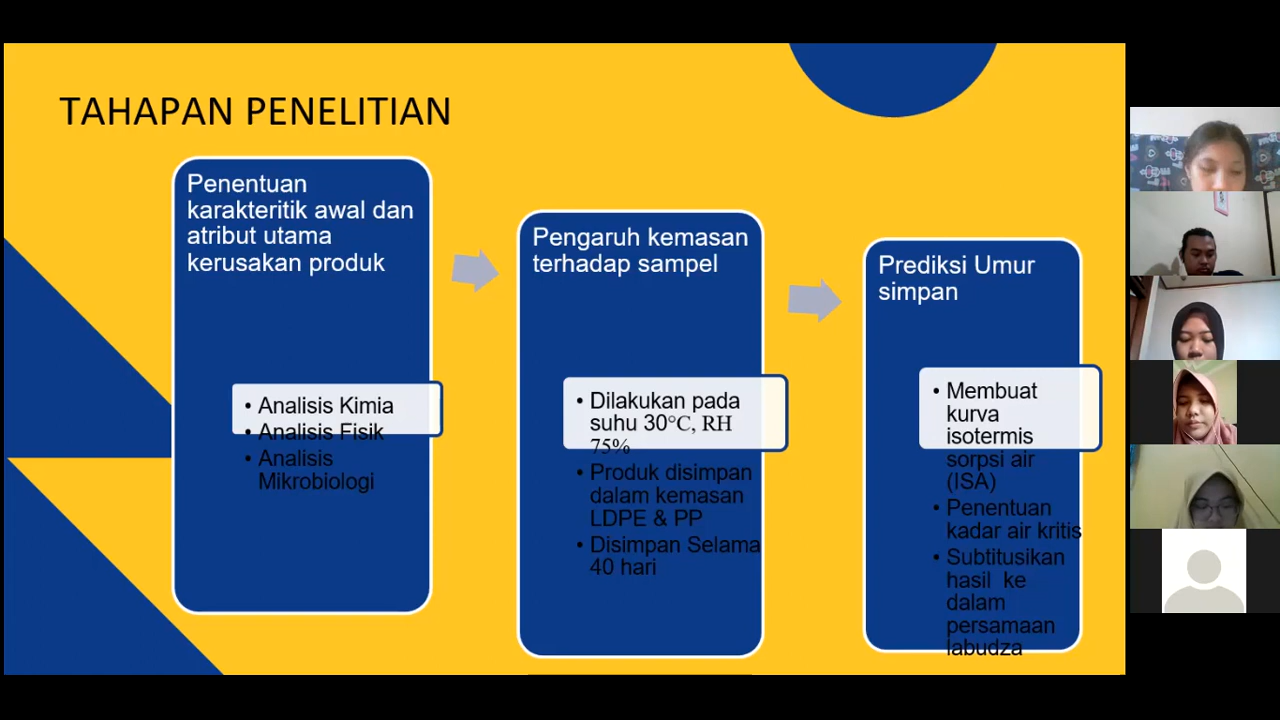 TAHAPAN PENELITIAN
Penentuan
karakteritik awal dan
atribut utama
kerusakan produk
• Analisis Kimia
• Analisis Fisik
• Analisis
Mikrobiologi
Pengaruh kemasan
terhadap sampel
• Dilakukan pada
suhu 30°C, RH
75%
• Produk disimpan
dalam kemasan
LDPE & PP
• Disimpan Selama
40 hari
Prediksi Umur
simpan
• Membuat
kurva
isotermis
sorpsi air
(ISA)
• Penentuan
kadar air kritis
• Subtitusikan
hasil ke
dalam
persamaan
labudza